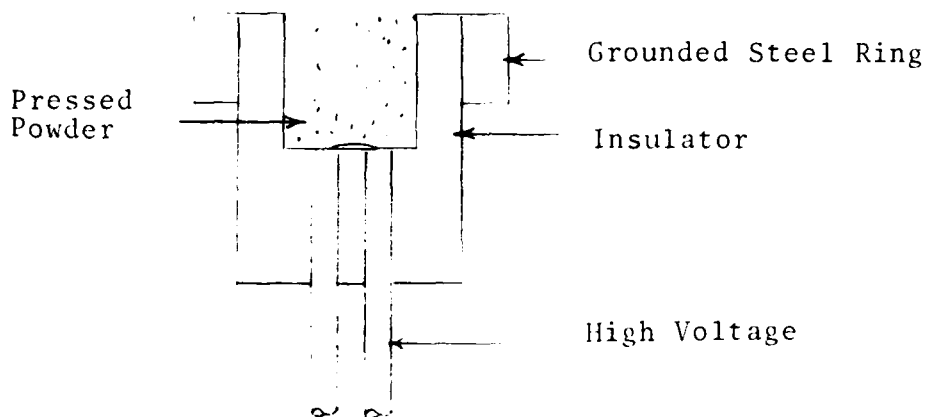 Grounded Steel Ring
Pressed
Powder
Insulator
High Voltage